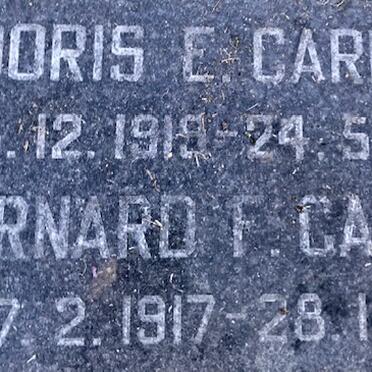 DORIS E. CAR
. 12. 1918-24. 5
RNARD F. CA
7. 2. 1917-28. 1